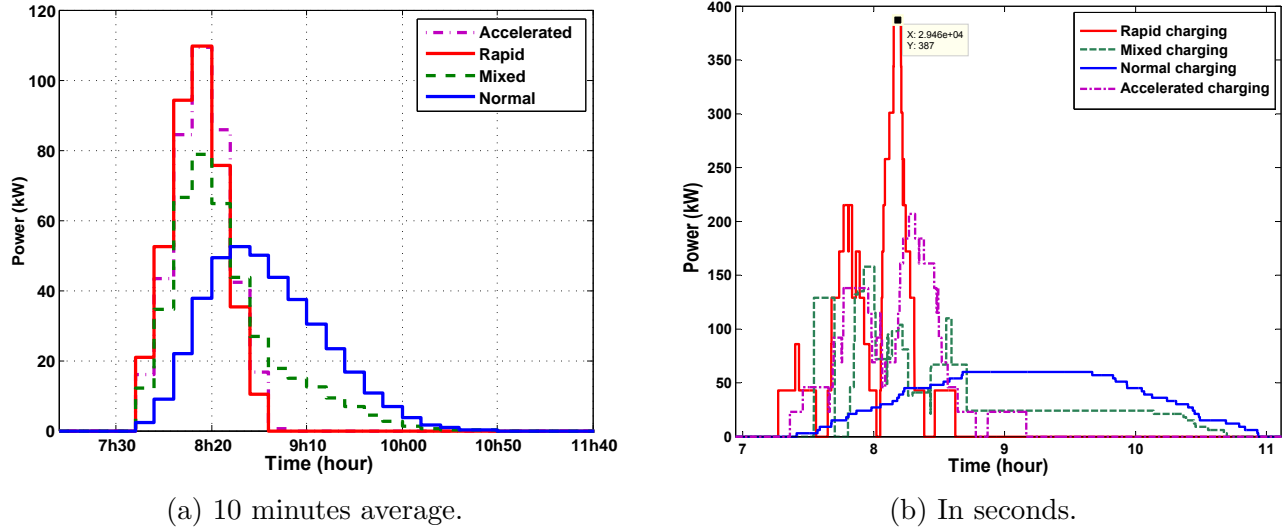 120
100
80
60
40
20
0
Power (kW)
7h30
8h20
9h10
10h00
10h50
11h40
Time (hour)
Accelerated
Rapid
Mixed
Normal
(a) 10 minutes average.
400
350
300
250
200
150
100
50
0
Power (kW)
7
8
9
10
11
Time (hour)
X: 2.946e+04
Y: 387
Rapid charging
Mixed charging
Normal charging
Accelerated charging
(b) In seconds.